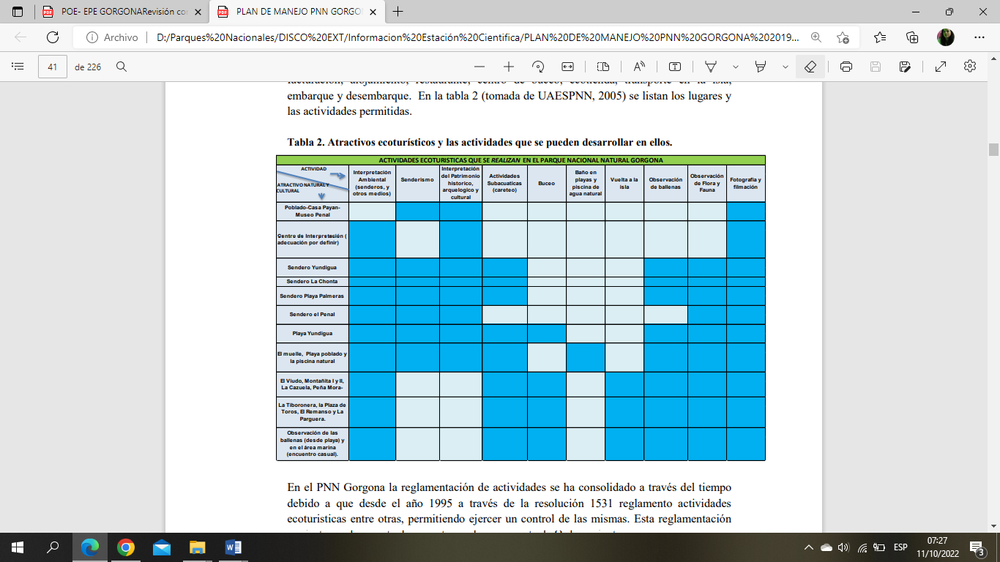 POE- EPE GORGONARevisión co
PLAN DE MANEJO PNN GORGO
Archivo
D:/Parques%20Nacionales/DISCO%20EXT/Informacion%20Estación%20Cientifica/PLAN%20DE%20MANEJO%20PNN%20GORGONA%202019...
41
de 226
facturación, alojamiento, restaurante, centro de buceo, ecotienda, transporte en la isla,
embarque y desembarque. En la tabla 2 (tomada de UAESPNN, 2005) se listan los lugares y
las actividades permitidas.
Tabla 2. Atractivos ecoturísticos y las actividades que se pueden desarrollar en ellos.
ACTIVIDADES ECOTURISTICAS QUE SE REALIZAN EN EL PARQUE NACIONAL NATURAL GORGONA
ACTIVIDAD
ATRACTIVO NATURAL Y
CULTURAL
Interpretación
Ambiental
(senderos, y
otros medios)
Senderismo
Interpretación
del Patrimonio
historico,
arquelogico y
cultural
Actividades
Subacuaticas
(careteo)
Buceo
Baño en
playas y
piscina de
agua natural
Vuelta a la
isla
Observación
de ballenas
Observación
de Flora y
Fauna
Fotografia y
filmación
Poblado-Casa Payan-
Museo Penal
Centro de Interpretación (
adecuación por definir)
Sendero Yundigua
Sendero La Chonta
Sendero Playa Palmeras
Sendero el Penal
Playa Yundigua
El muelle, Playa poblado y
la piscina natural
El Viudo, Montañita I y II,
La Cazuela, Peña Mora-
La Tiboronera, la Plaza de
Toros, El Remanso y La
Parguera.
Observación de las
ballenas (desde playa) y
en el área marina
(encuentro casual).
En el PNN Gorgona la reglamentación de actividades se ha consolidado a través del tiempo
debido a que desde el año 1995 a través de la resolución 1531 reglamento actividades
ecoturisticas entre otras, permitiendo ejercer un control de las mismas. Esta reglamentación
ESP
07:27
11/10/2022
3